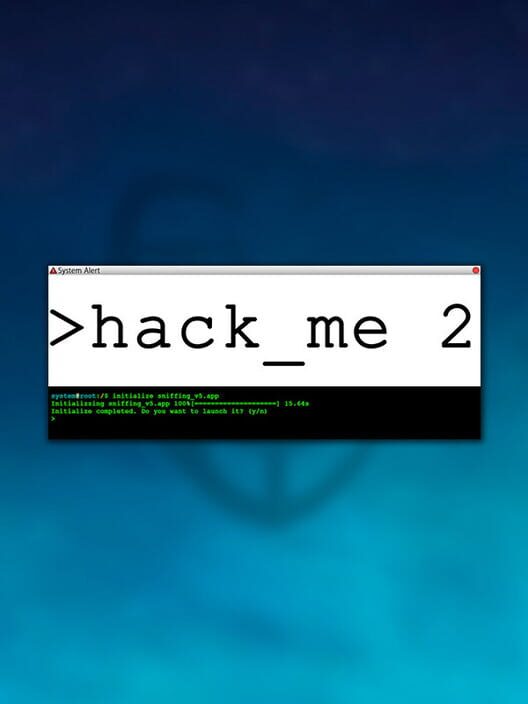 System Alert
>hack_me 2
system@root:/$ initialize sniffing_v5.app
Initializing sniffing_v5.app 100%[====================] 15.64s
Initialize completed. Do you want to launch it? (y/n)
>